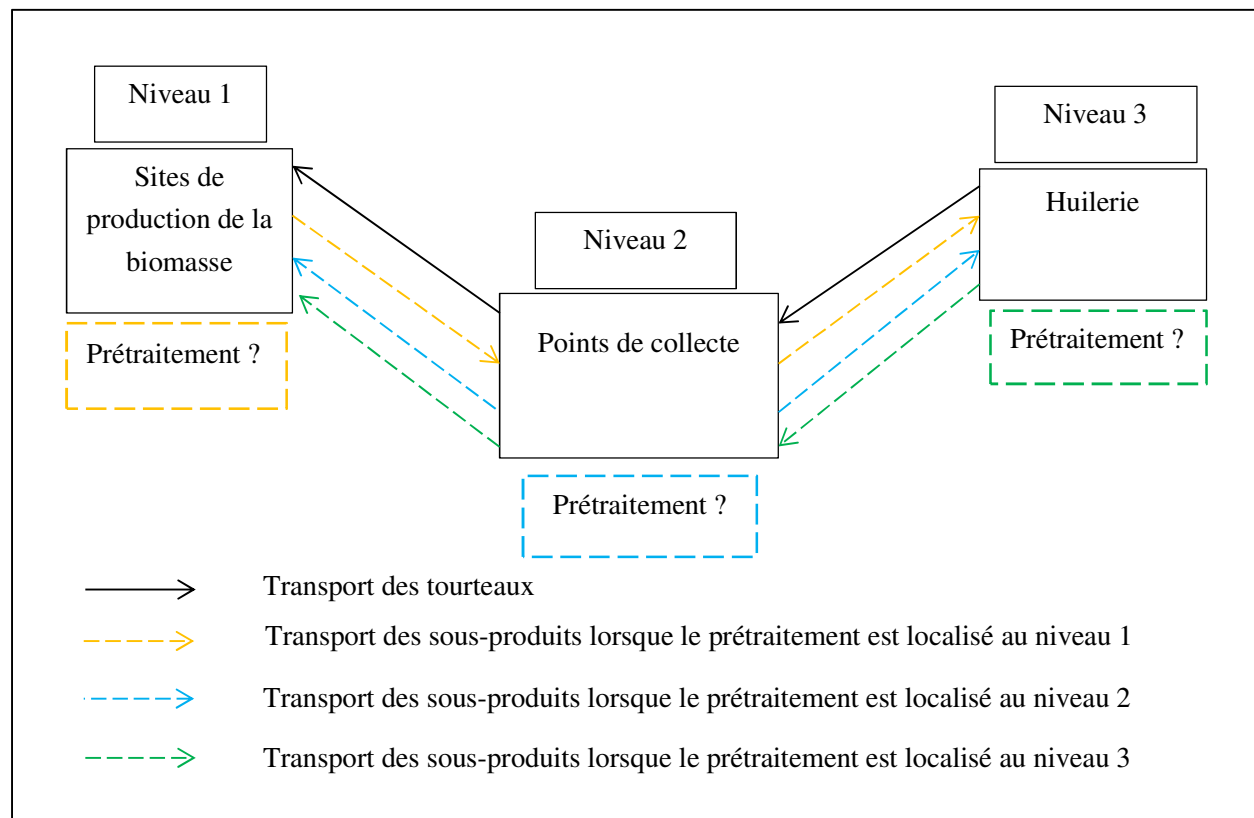 Niveau 1
Sites de
production de la
biomasse
Prétraitement ?
Niveau 2
Points de collecte
Prétraitement ?
Niveau 3
Huilerie
Prétraitement ?
Transport des tourteaux
Transport des sous-produits lorsque le prétraitement est localisé au niveau 1
Transport des sous-produits lorsque le prétraitement est localisé au niveau 2
Transport des sous-produits lorsque le prétraitement est localisé au niveau 3